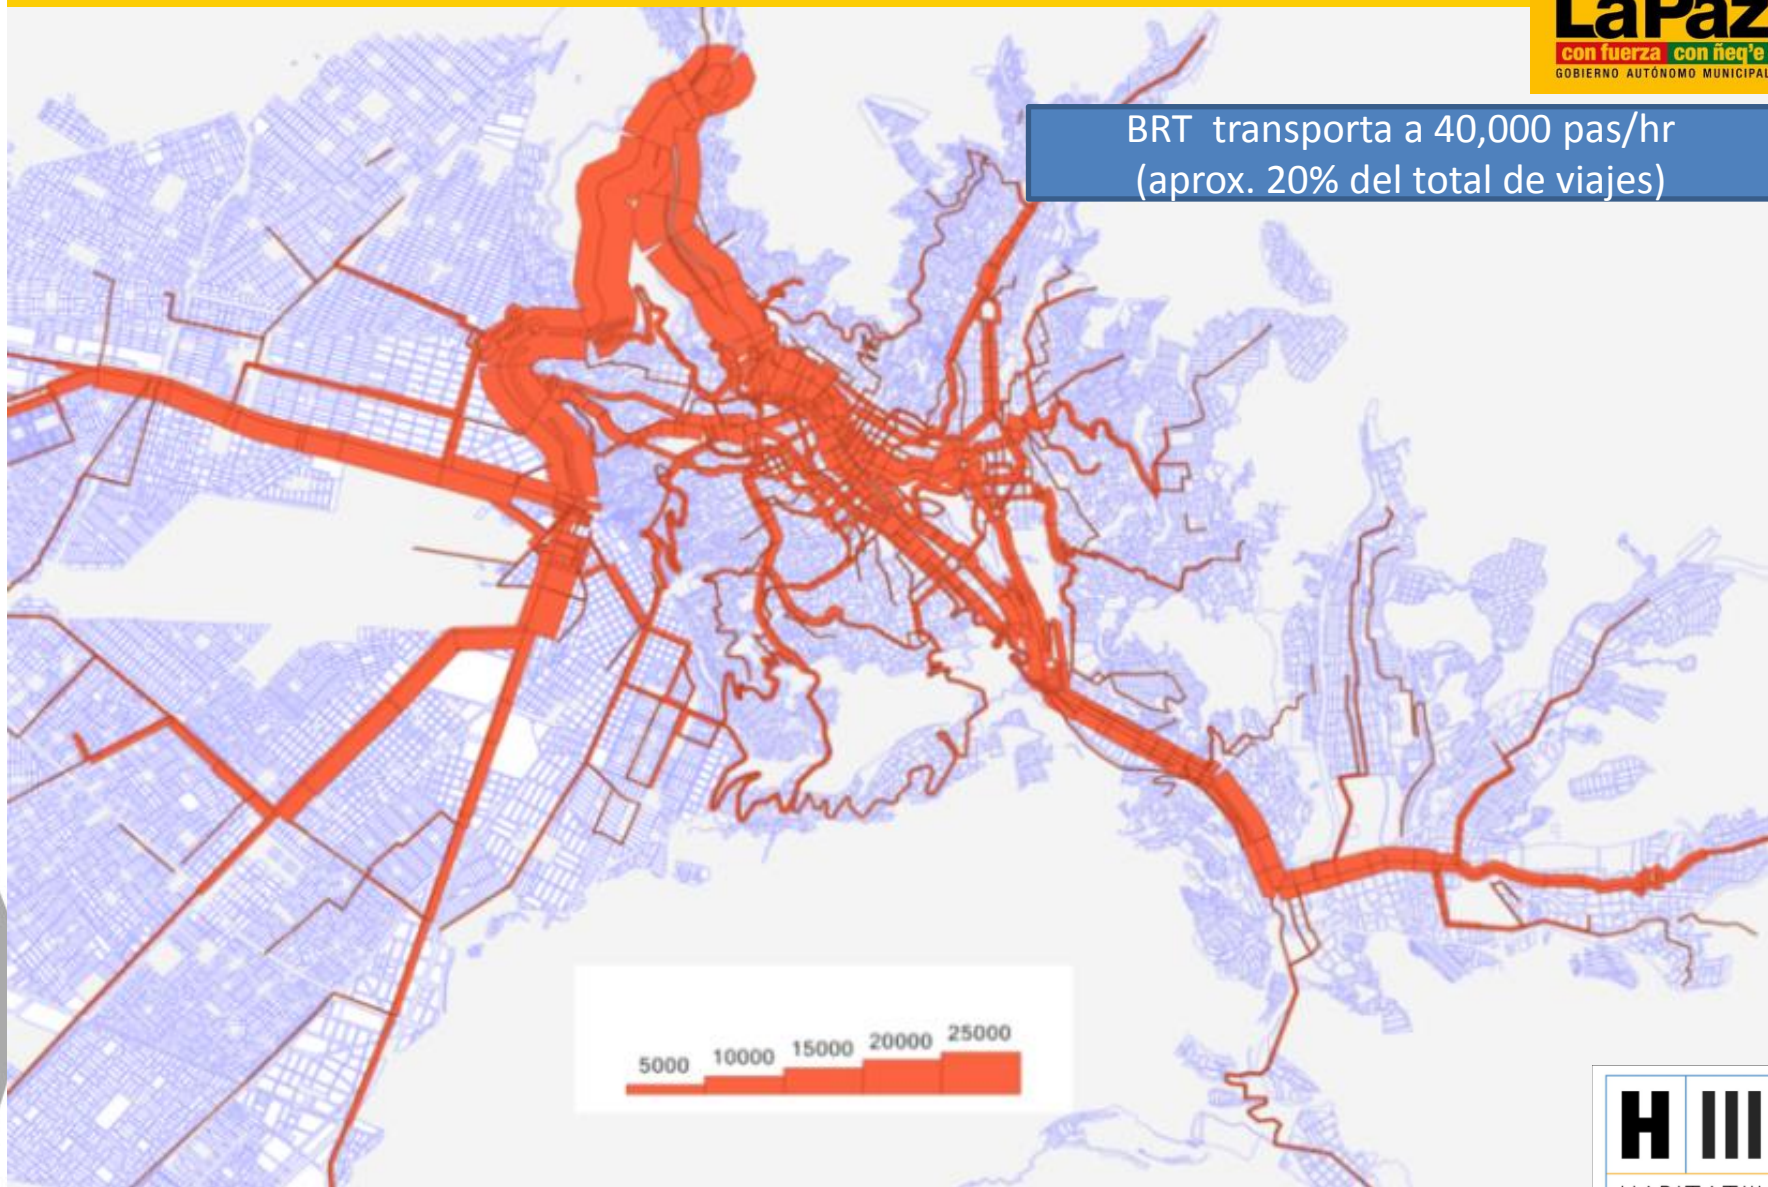 LaPaz
con fuerza con ñeq'e
GOBIERNO AUTÓNOMO MUNICIPAL
BRT transporta a 40,000 pas/hr
(aprox. 20% del total de viajes)
5000 10000 15000 20000 25000
H III